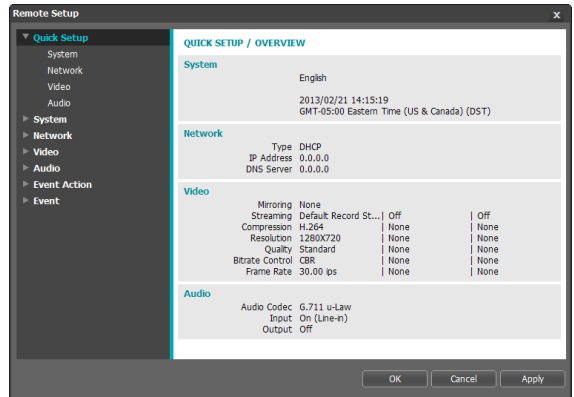 Remote Setup
x
Quick Setup
System
Network
Video
Audio
System
Network
Video
Audio
Event Action
Event
QUICK SETUP / OVERVIEW
System
English
2013/02/21 14:15:19
GMT-05:00 Eastern Time (US & Canada) (DST)
Network
Type DHCP
IP Address 0.0.0.0
DNS Server 0.0.0.0
Video
Mirroring None
Streaming Default Record St...| Off | Off
Compression H.264 | None | None
Resolution 1280X720 | None | None
Quality Standard | None | None
Bitrate Control CBR | None | None
Frame Rate 30.00 ips | None | None
Audio
Audio Codec G.711 u-Law
Input On (Line-in)
Output Off
OK Cancel Apply